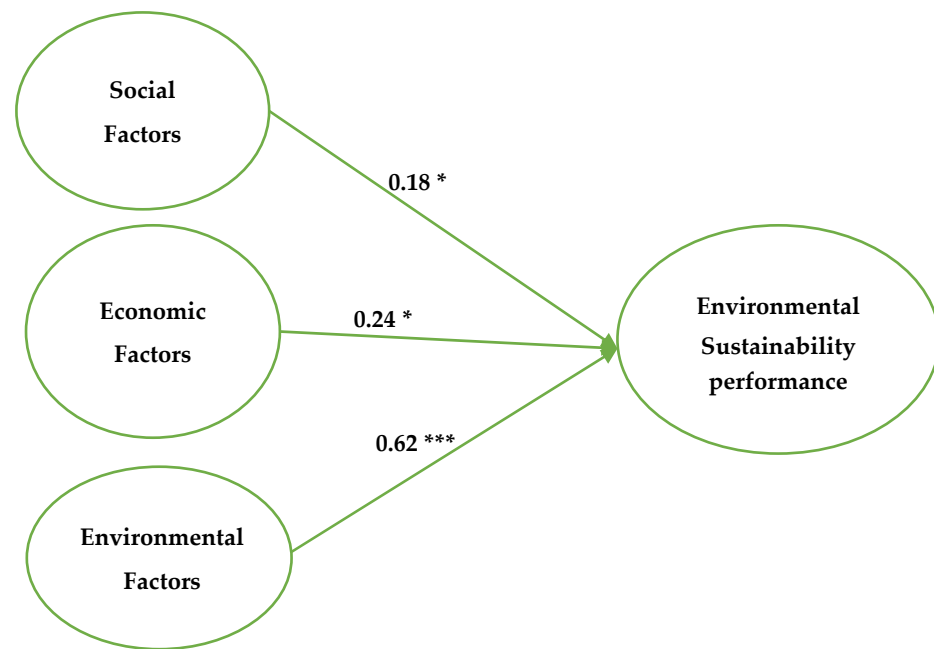 Social
Factors
0.18 *
Economic
Factors
0.24 *
Environmental
Sustainability
performance
0.62 ***
Environmental
Factors